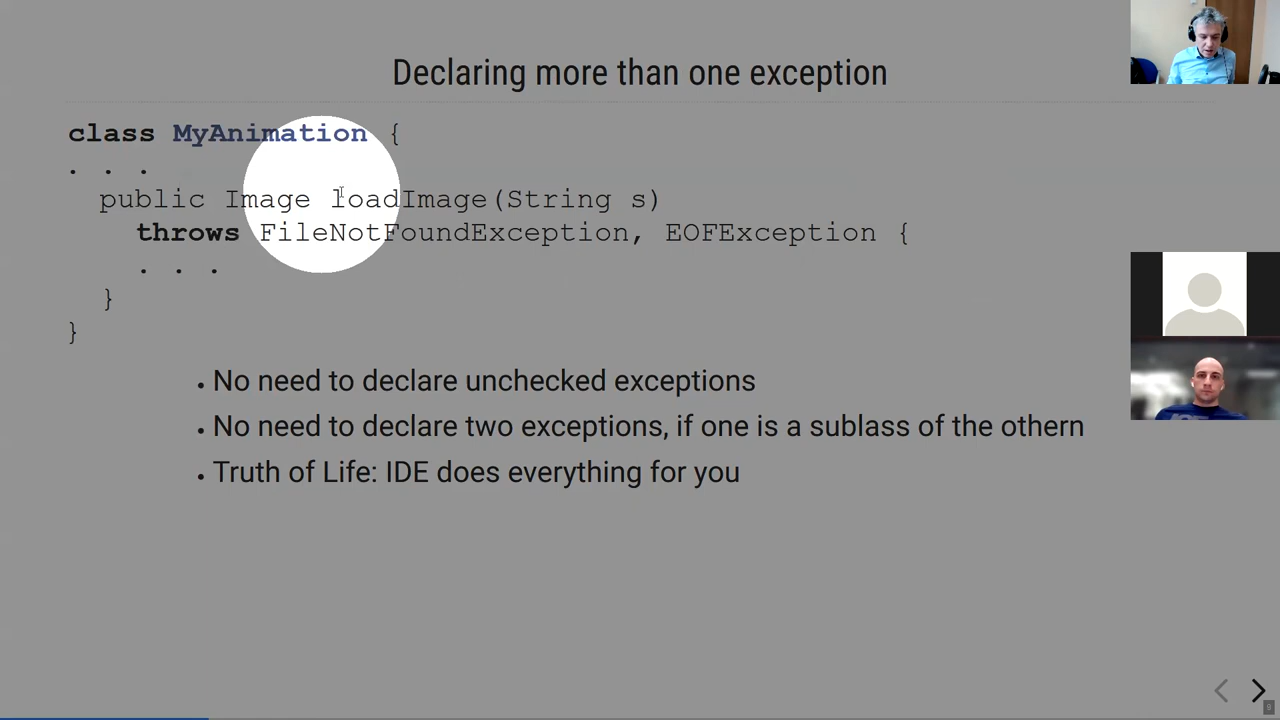 Declaring more than one exception
class MyAnimation {
. . .
public Image loadImage(String s)
throws FileNotFoundException, EOFException {
. . .
}
}
• No need to declare unchecked exceptions
• No need to declare two exceptions, if one is a sublass of the othern
• Truth of Life: IDE does everything for you
9